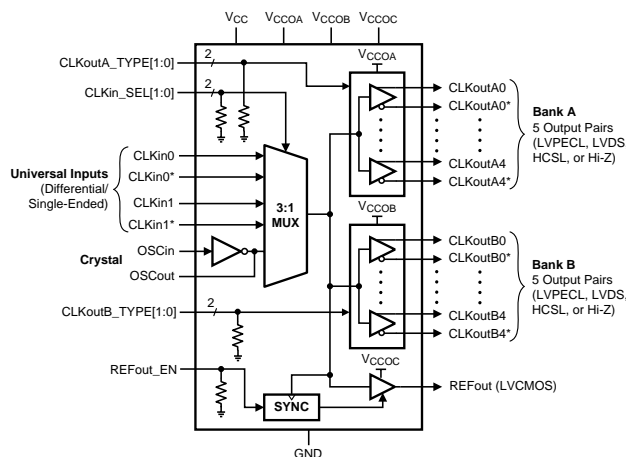 VCC VCCOA VCCOB VCCOC
CLKoutA_TYPE[1:0]
2
CLKin_SEL[1:0]
2
VCCOA
CLKoutA0
CLKoutA0*
CLKoutA4
CLKoutA4*
Bank A
5 Output Pairs
(LVPECL, LVDS,
HCSL, or Hi-Z)
Universal Inputs
(Differential/
Single-Ended)
CLKin0
CLKin0*
CLKin1
CLKin1*
3:1
MUX
Crystal
OSCin
OSCout
VCCOB
CLKoutB0
CLKoutB0*
CLKoutB4
CLKoutB4*
Bank B
5 Output Pairs
(LVPECL, LVDS,
HCSL, or Hi-Z)
CLKoutB_TYPE[1:0]
2
REFout_EN
SYNC
VCCOC
REFout (LVCMOS)
GND